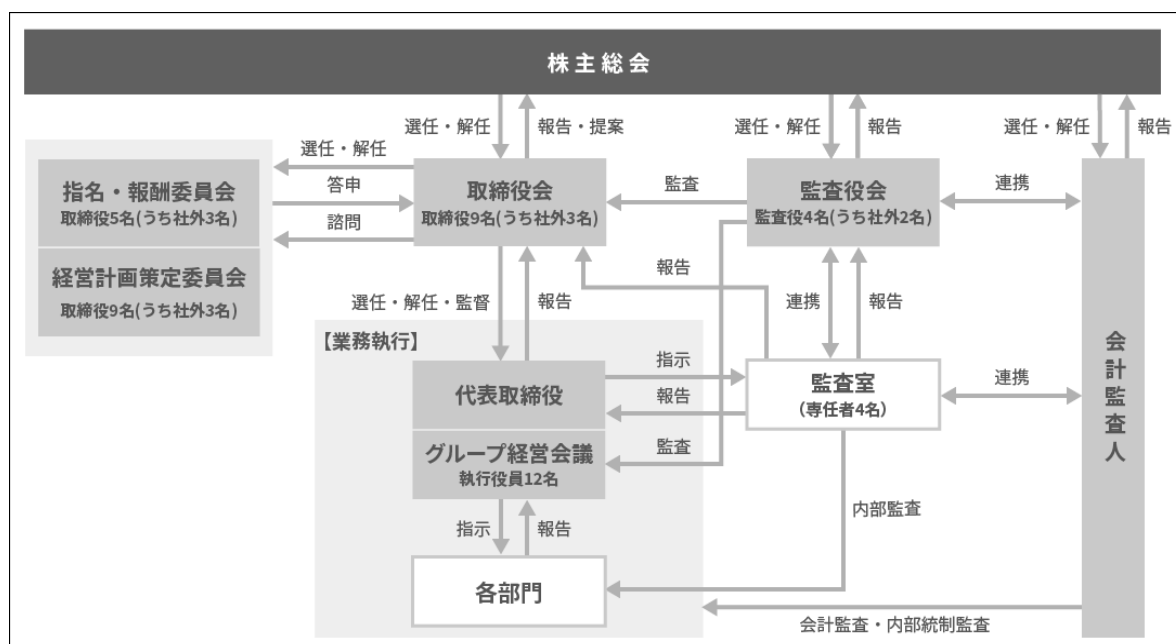 株主総会
選任・解任
報告・提案
選任・解任
報告
選任・解任
報告
選任・解任
指名・報酬委員会
取締役5名(うち社外3名)
答申
諮問
経営計画策定委員会
取締役9名(うち社外3名)
取締役会
取締役9名(うち社外3名)
監査
監査役会
監査役4名(うち社外2名)
連携
報告
選任・解任・監督
報告
連携
報告
【業務執行】
代表取締役
指示
報告
監査室
(専任者4名)
連携
会計監査人
グループ経営会議
執行役員12名
監査
指示
報告
内部監査
各部門
会計監査・内部統制監査